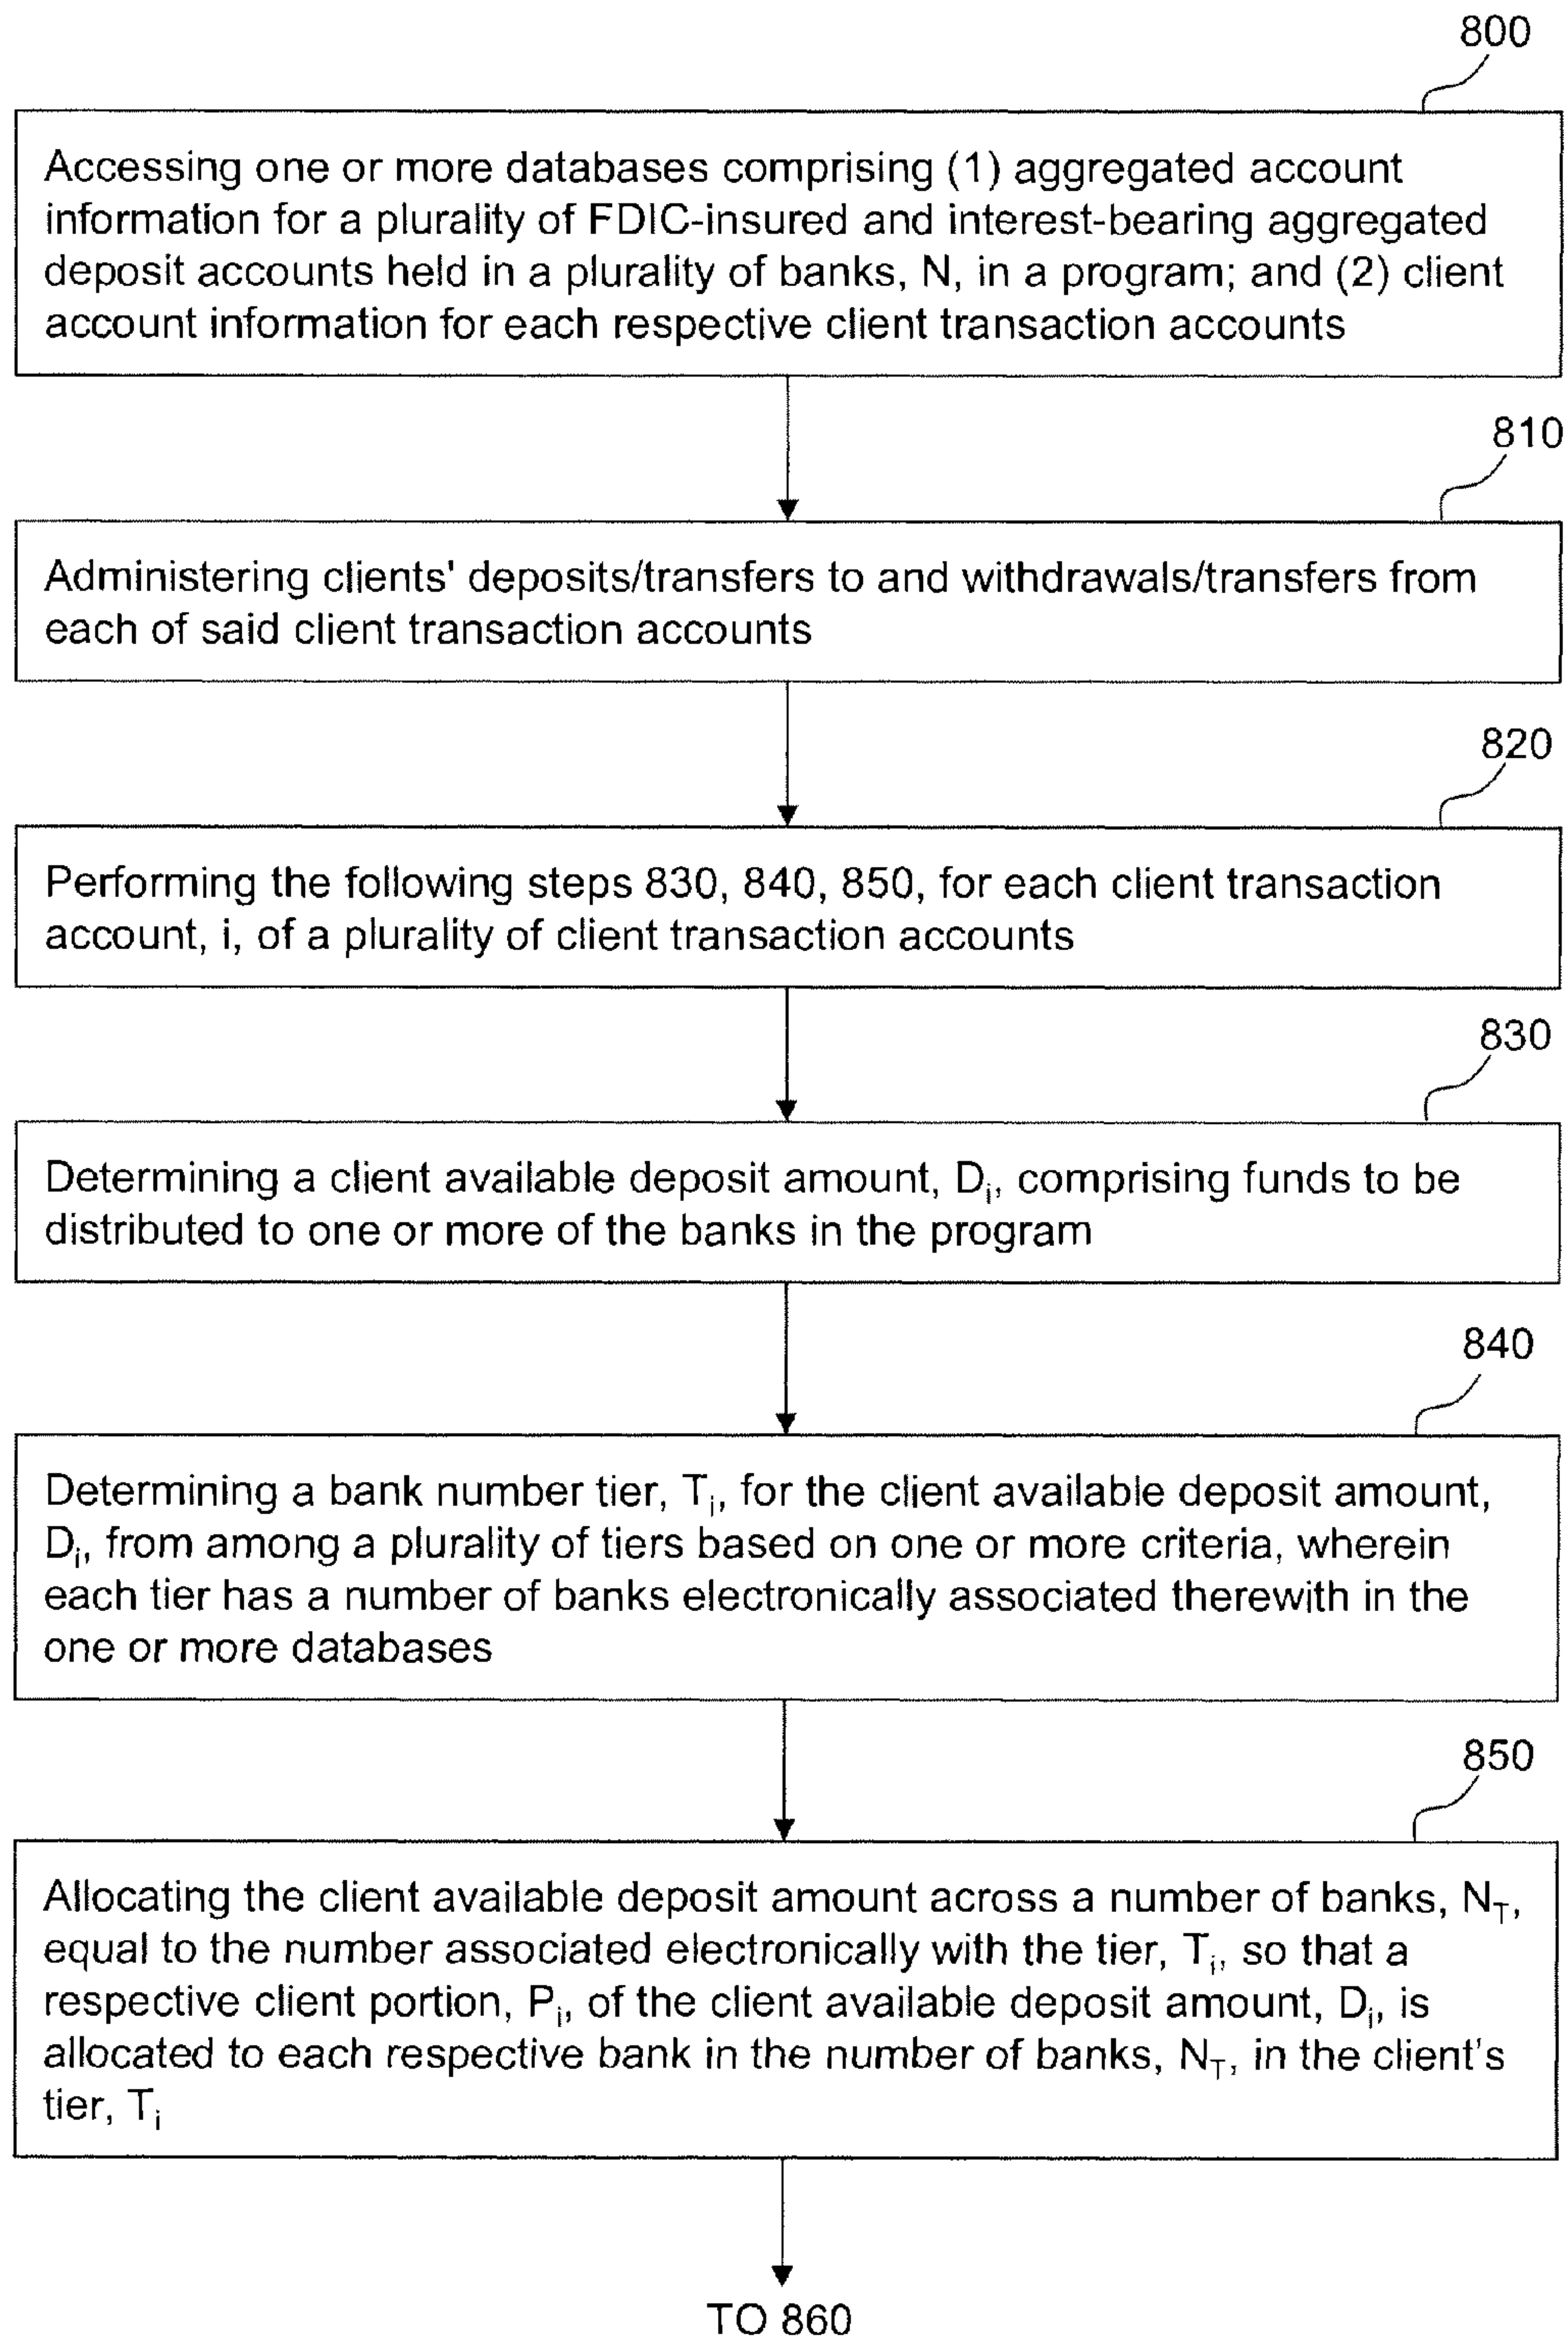 800
Accessing one or more databases comprising (1) aggregated account
information for a plurality of FDIC-insured and interest-bearing aggregated
deposit accounts held in a plurality of banks, N, in a program; and (2) client
account information for each respective client transaction accounts
810
Administering clients' deposits/transfers to and withdrawals/transfers from
each of said client transaction accounts
820
Performing the following steps 830, 840, 850, for each client transaction
account, i, of a plurality of client transaction accounts
830
Determining a client available deposit amount, Di, comprising funds to be
distributed to one or more of the banks in the program
840
Determining a bank number tier, Ti, for the client available deposit amount,
Di, from among a plurality of tiers based on one or more criteria, wherein
each tier has a number of banks electronically associated therewith in the
one or more databases
850
Allocating the client available deposit amount across a number of banks, NT,
equal to the number associated electronically with the tier, Ti, so that a
respective client portion, Pi, of the client available deposit amount, Di, is
allocated to each respective bank in the number of banks, NT, in the client's
tier, Ti
TO 860